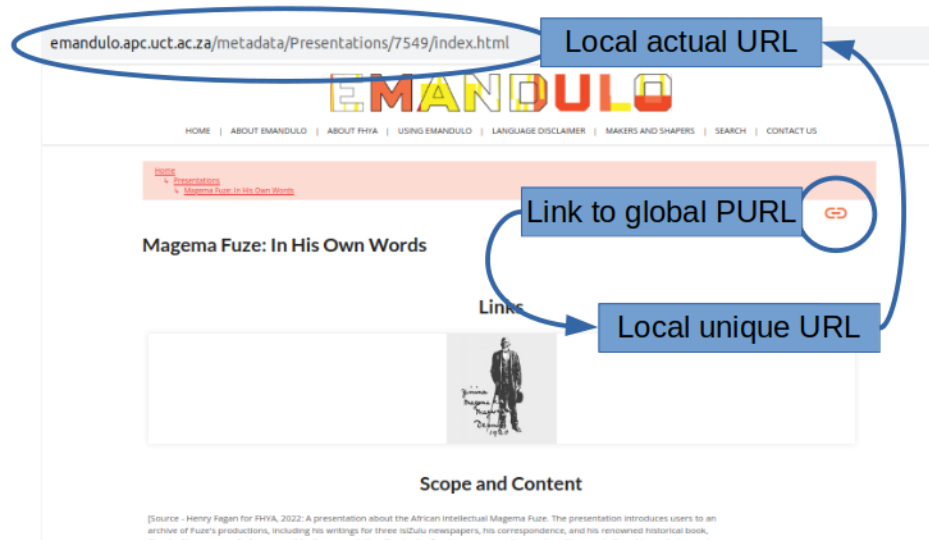 emandulo.apc.uct.ac.za/metadata/Presentations/7549/index.html
Local actual URL
EMANDULO
HOME | ABOUT EMANDULO | ABOUT FHYA | USING EMANDULO | LANGUAGE DISCLAIMER | MAKERS AND SHAPERS | SEARCH | CONTACT US
Home
↳ Presentations
↳ Magema Fuze: In His Own Words
Link to global PURL
Magema Fuze: In His Own Words
Links
Local unique URL
Scope and Content
[Source - Henry Fagan for FHYA, 2022: A presentation about the African intellectual Magema Fuze. The presentation introduces users to an
archive of Fuze's productions, including his writings for three isiZulu newspapers, his correspondence, and his renowned historical book,